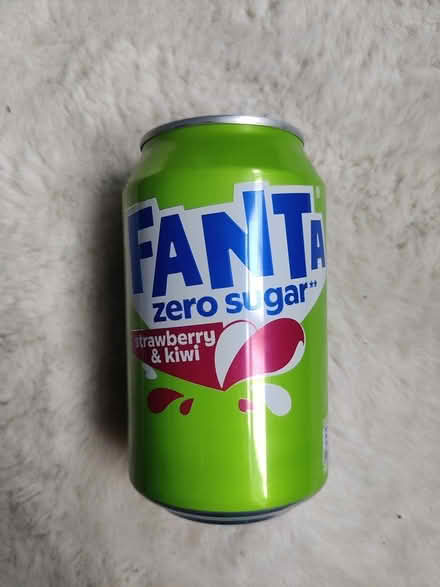 FANTA
zero sugar**
strawberry
& kiwi